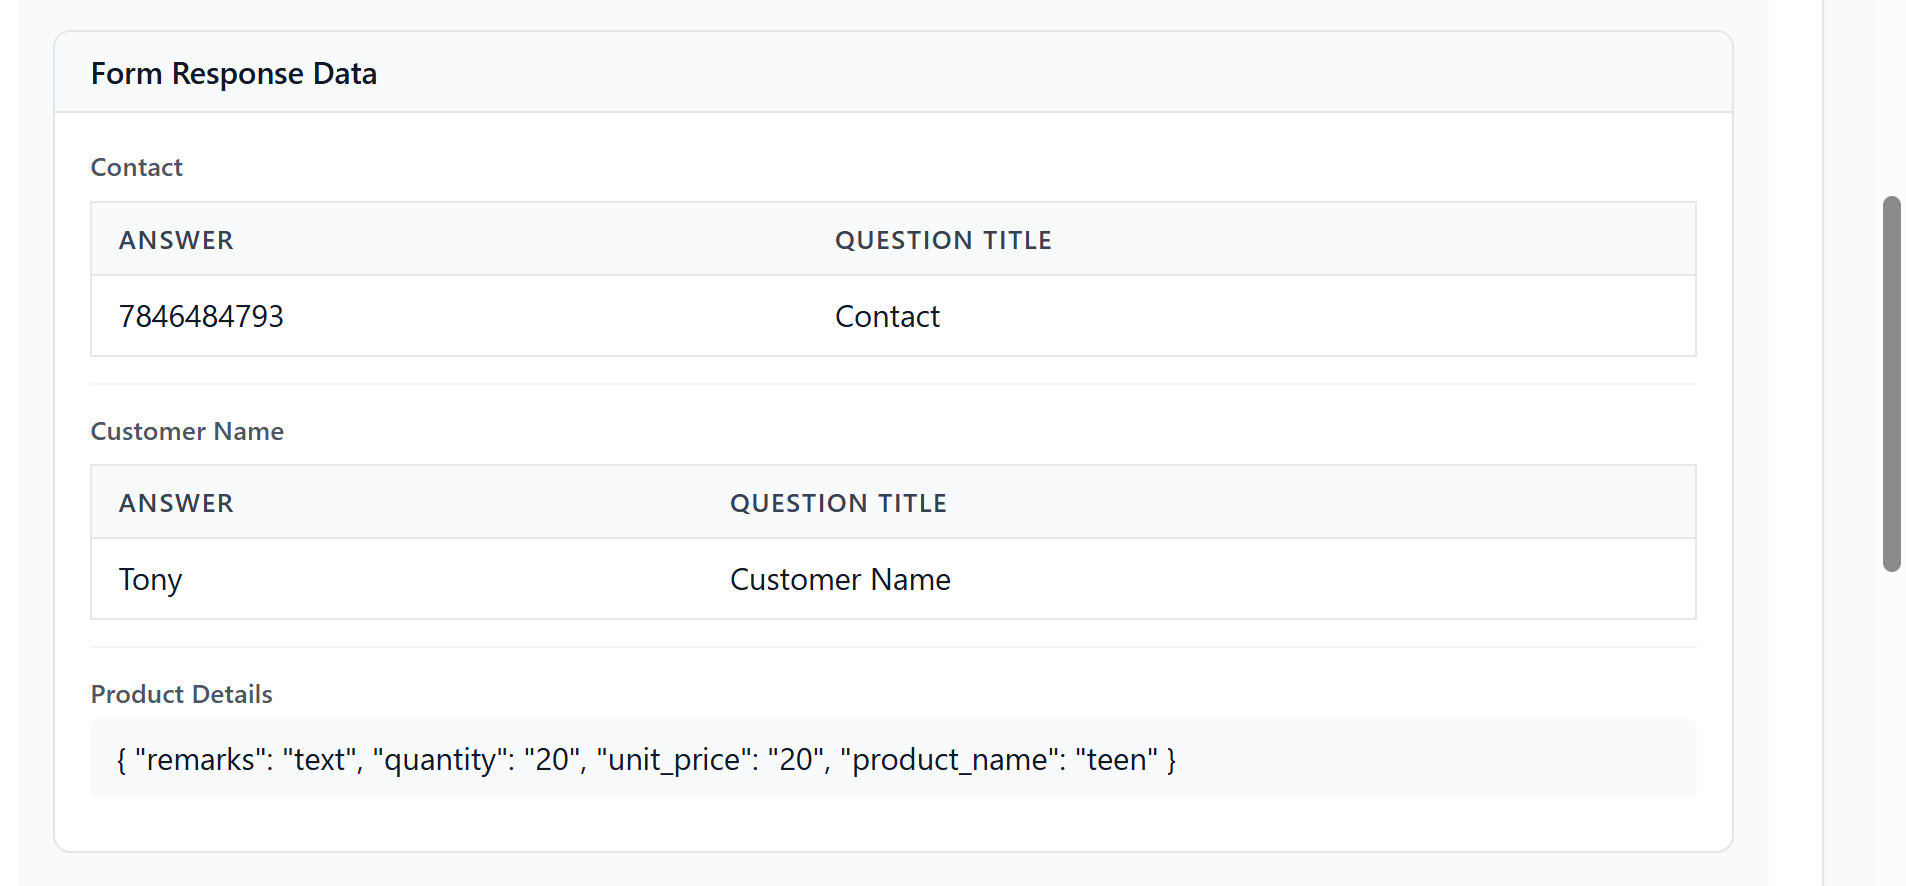 Form Response Data
Contact
ANSWER QUESTION TITLE
7846484793 Contact
Customer Name
ANSWER QUESTION TITLE
Tony Customer Name
Product Details
{ "remarks": "text", "quantity": "20", "unit_price": "20", "product_name": "teen" }